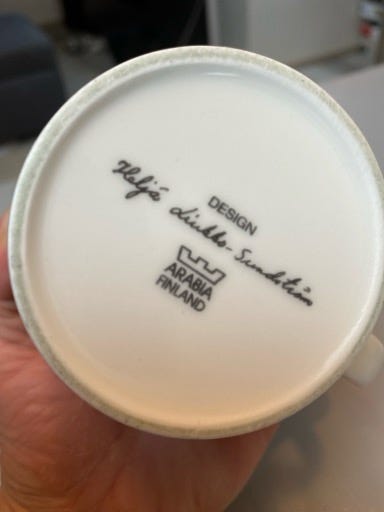 DESIGN
Heljä Liukko-Sundström
ARABIA
FINLAND